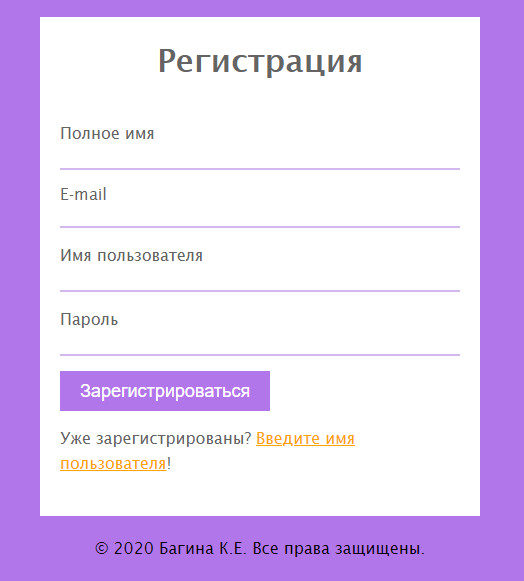 Регистрация
Полное имя
E-mail
Имя пользователя
Пароль
Зарегистрироваться
Уже зарегистрированы? Введите имя
пользователя!
© 2020 Багина К.Е. Все права защищены.